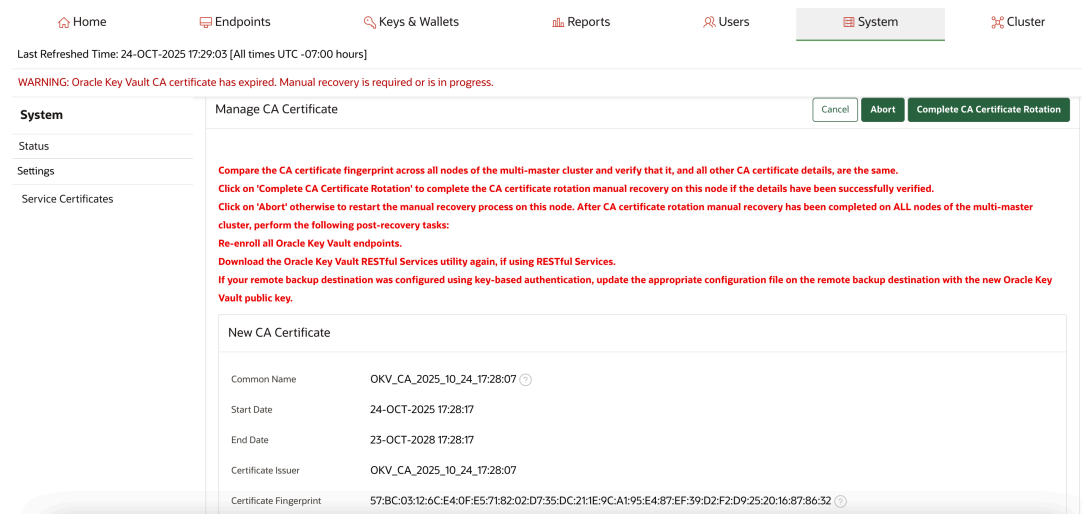 Home Endpoints Keys & Wallets Reports Users System Cluster
Last Refreshed Time: 24-OCT-2025 17:29:03 [All times UTC -07:00 hours]
WARNING: Oracle Key Vault CA certificate has expired. Manual recovery is required or is in progress.
System
Status
Settings
Service Certificates
Manage CA Certificate
Cancel Abort Complete CA Certificate Rotation
Compare the CA certificate fingerprint across all nodes of the multi-master cluster and verify that it, and all other CA certificate details, are the same.
Click on 'Complete CA Certificate Rotation' to complete the CA certificate rotation manual recovery on this node if the details have been successfully verified.
Click on 'Abort' otherwise to restart the manual recovery process on this node. After CA certificate rotation manual recovery has been completed on ALL nodes of the multi-master
cluster, perform the following post-recovery tasks:
Re-enroll all Oracle Key Vault endpoints.
Download the Oracle Key Vault RESTful Services utility again, if using RESTful Services.
If your remote backup destination was configured using key-based authentication, update the appropriate configuration file on the remote backup destination with the new Oracle Key
Vault public key.
New CA Certificate
Common Name OKV_CA_2025_10_24_17:28:07 ?
Start Date 24-OCT-2025 17:28:17
End Date 23-OCT-2028 17:28:17
Certificate Issuer OKV_CA_2025_10_24_17:28:07
Certificate Fingerprint 57:BC:03:12:6C:E4:0F:E5:71:82:02:D7:35:DC:21:1E:9C:A1:95:E4:87:EF:39:D2:F2:D9:25:20:16:87:86:32 ?